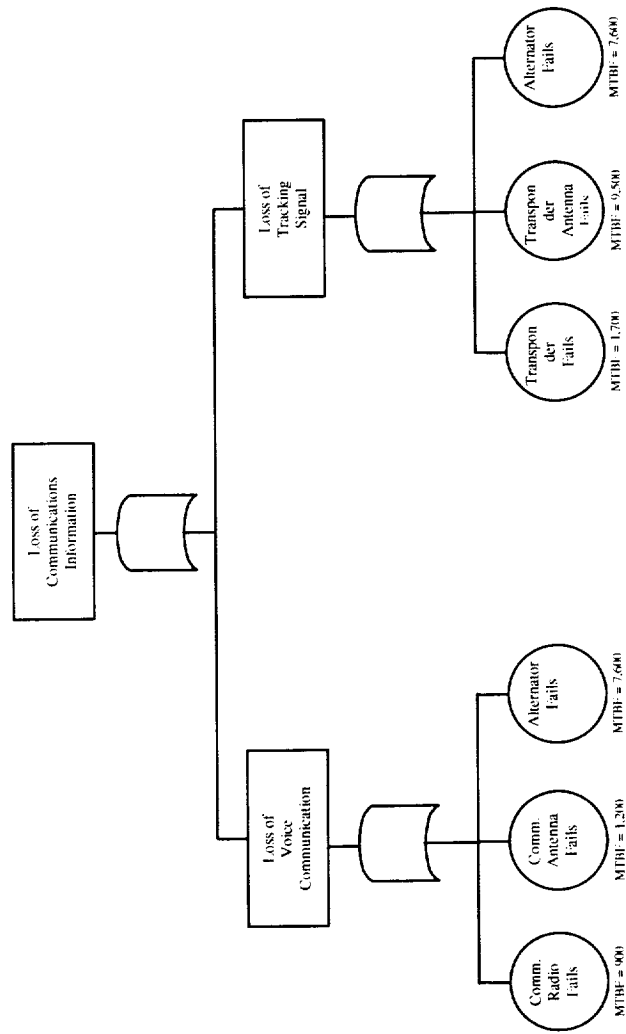 Loss of
Communications
Information
Loss of
Voice
Communication
Loss of
Tracking
Signal
Comm.
Radio
Fails
MTBF = 900
Comm.
Antenna
Fails
MTBF = 1,200
Alternator
Fails
MTBF = 7,600
Transpon
der
Fails
MTBF = 1,700
Transpon
der
Antenna
Fails
MTBF = 9,500
Alternator
Fails
MTBF = 7,600